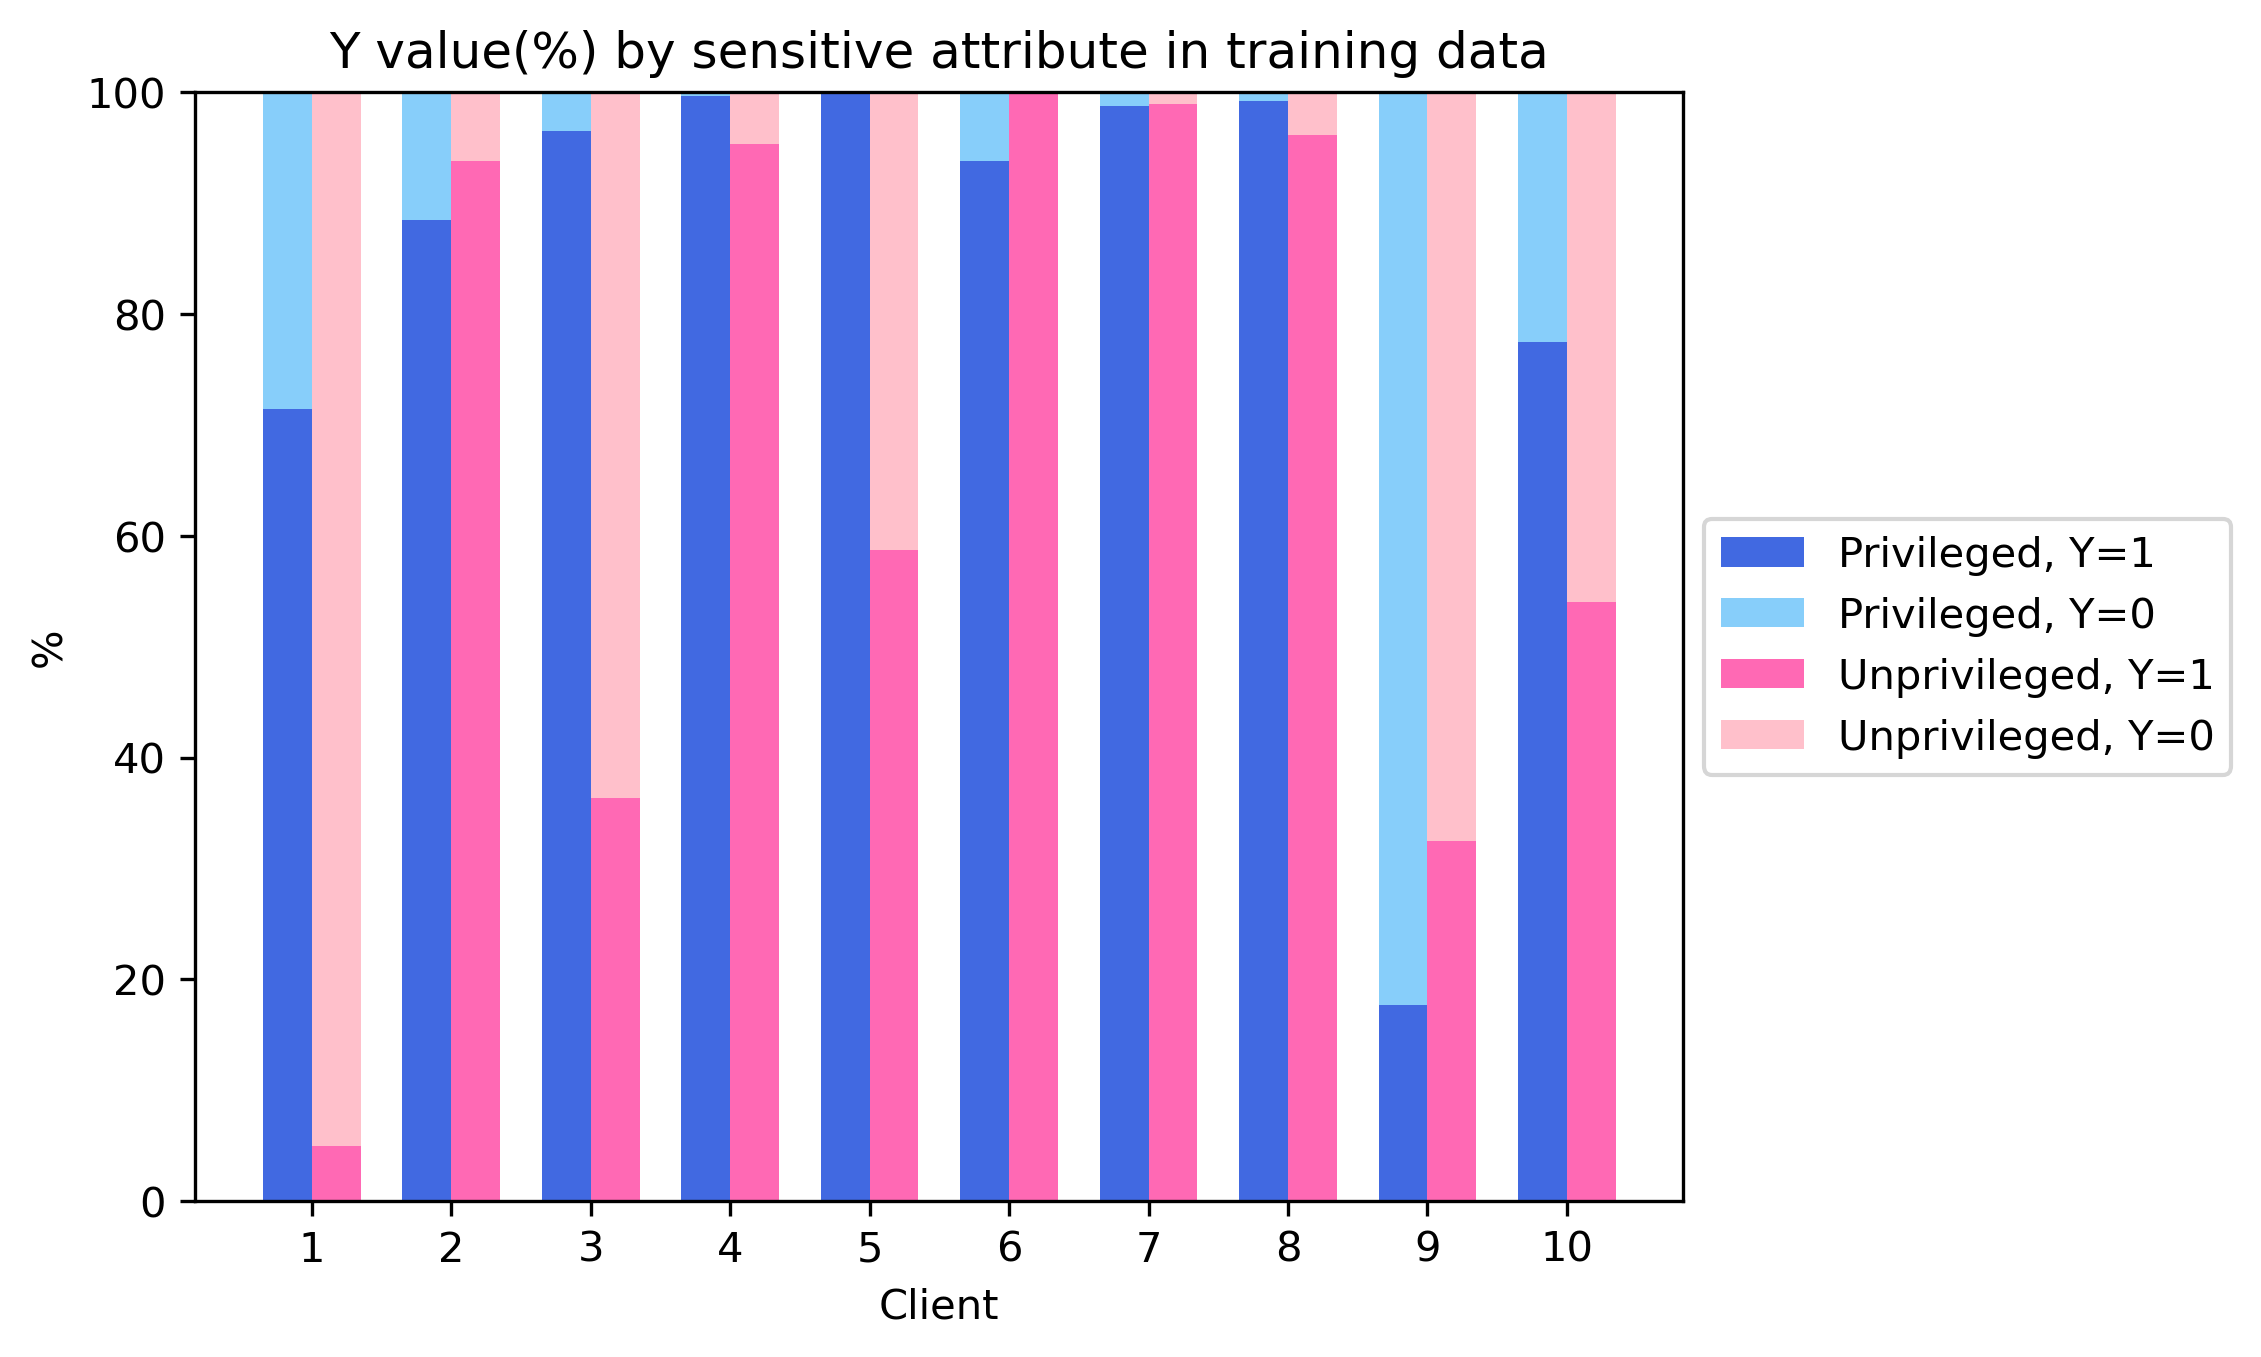 Y value(%) by sensitive attribute in training data
100
80
60
40
20
0
%
1 2 3 4 5 6 7 8 9 10
Client
Privileged, Y=1
Privileged, Y=0
Unprivileged, Y=1
Unprivileged, Y=0